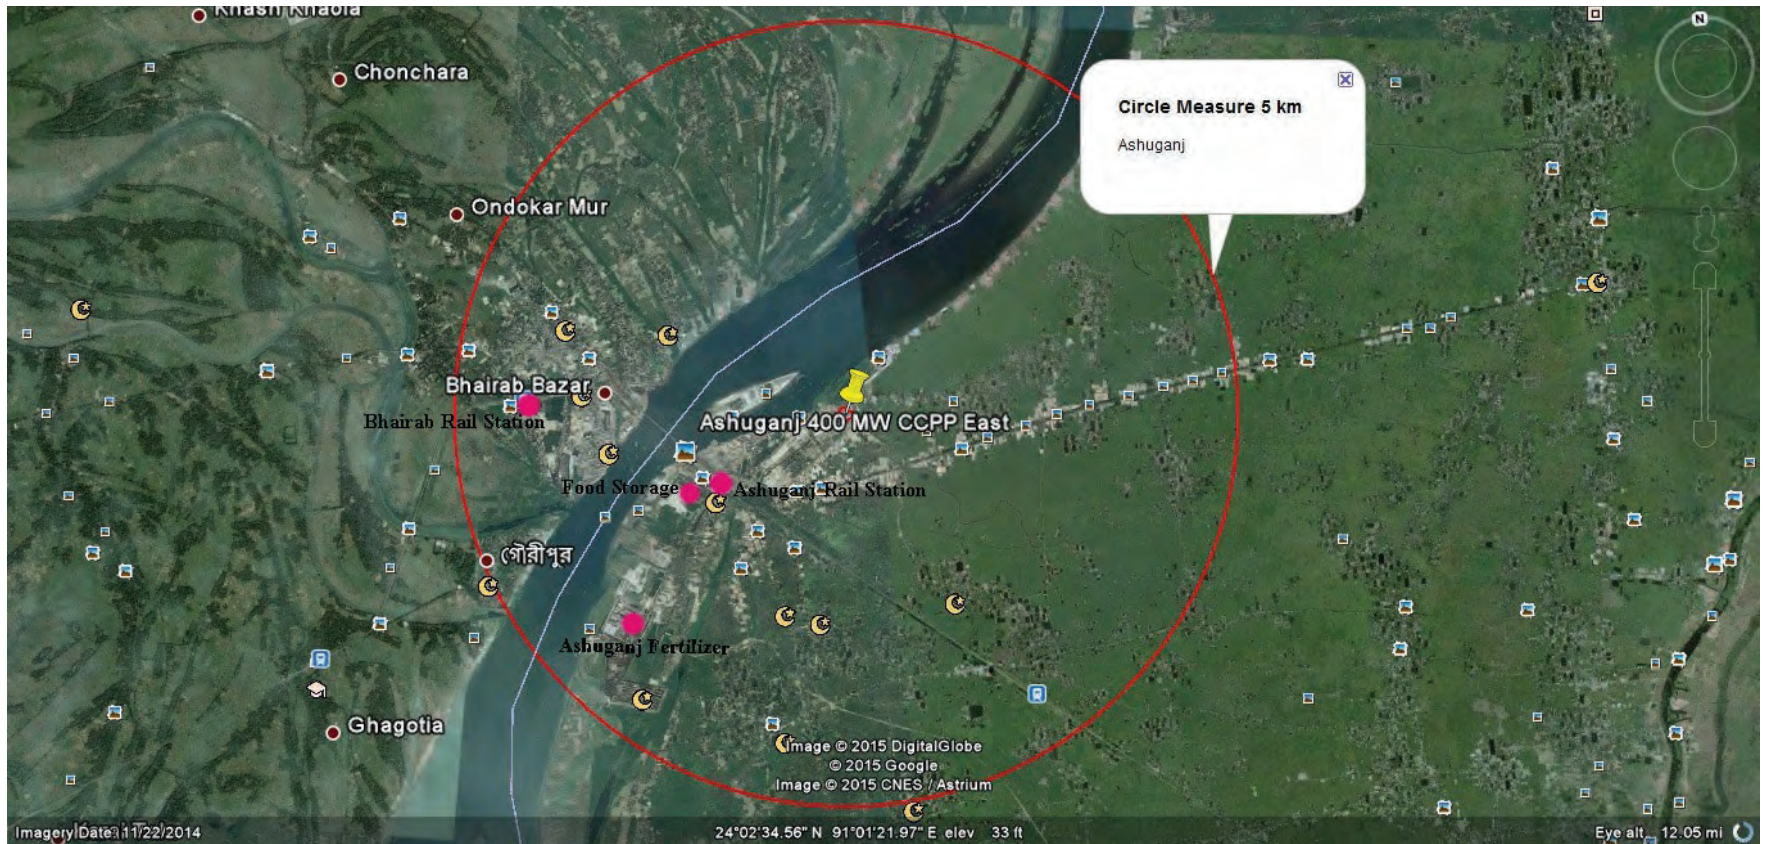 Khash Khaola
Chonchara
N
Circle Measure 5 km
Ashuganj
Ondokar Mur
Bhairab Bazar
Bhairab Rail Station
Ashuganj 400 MW CCPP East
Food Storage
Ashuganj Rail Station
গৌরীপুর
Ashuganj Fertilizer
Ghagotia
Image © 2015 DigitalGlobe
© 2015 Google
Image © 2015 CNES / Astrium
Imagery Date: 11/22/2014
24°02'34.56" N 91°01'21.97" E elev 33 ft
Eye alt 12.05 mi